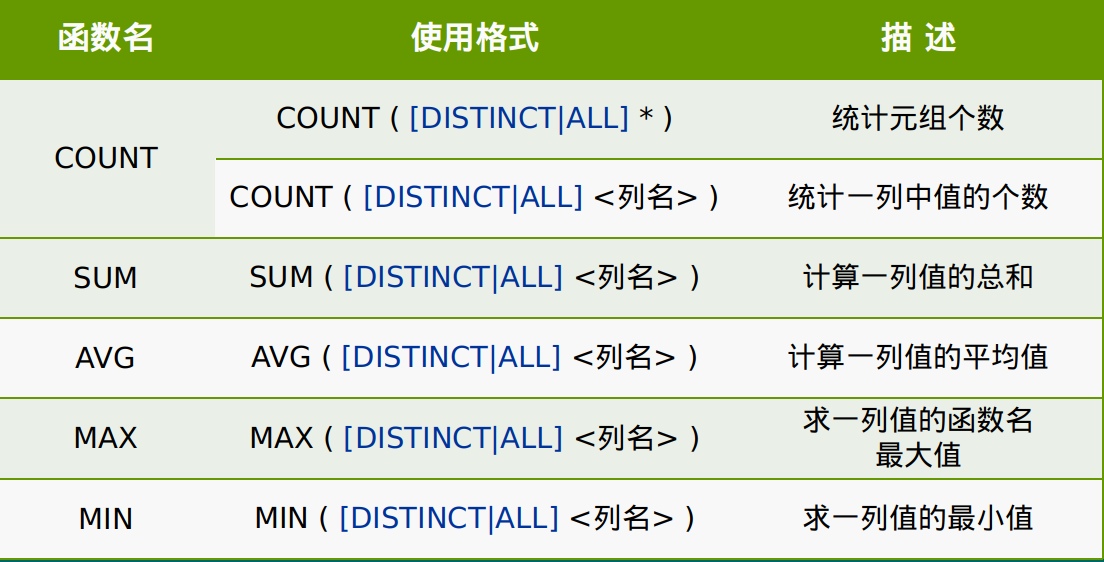 函数名 使用格式 描 述
COUNT
COUNT ( [DISTINCT|ALL] * ) 统计元组个数
COUNT ( [DISTINCT|ALL] <列名> ) 统计一列中值的个数
SUM SUM ( [DISTINCT|ALL] <列名> ) 计算一列值的总和
AVG AVG ( [DISTINCT|ALL] <列名> ) 计算一列值的平均值
MAX MAX ( [DISTINCT|ALL] <列名> ) 求一列值的函数名
最大值
MIN MIN ( [DISTINCT|ALL] <列名> ) 求一列值的最小值